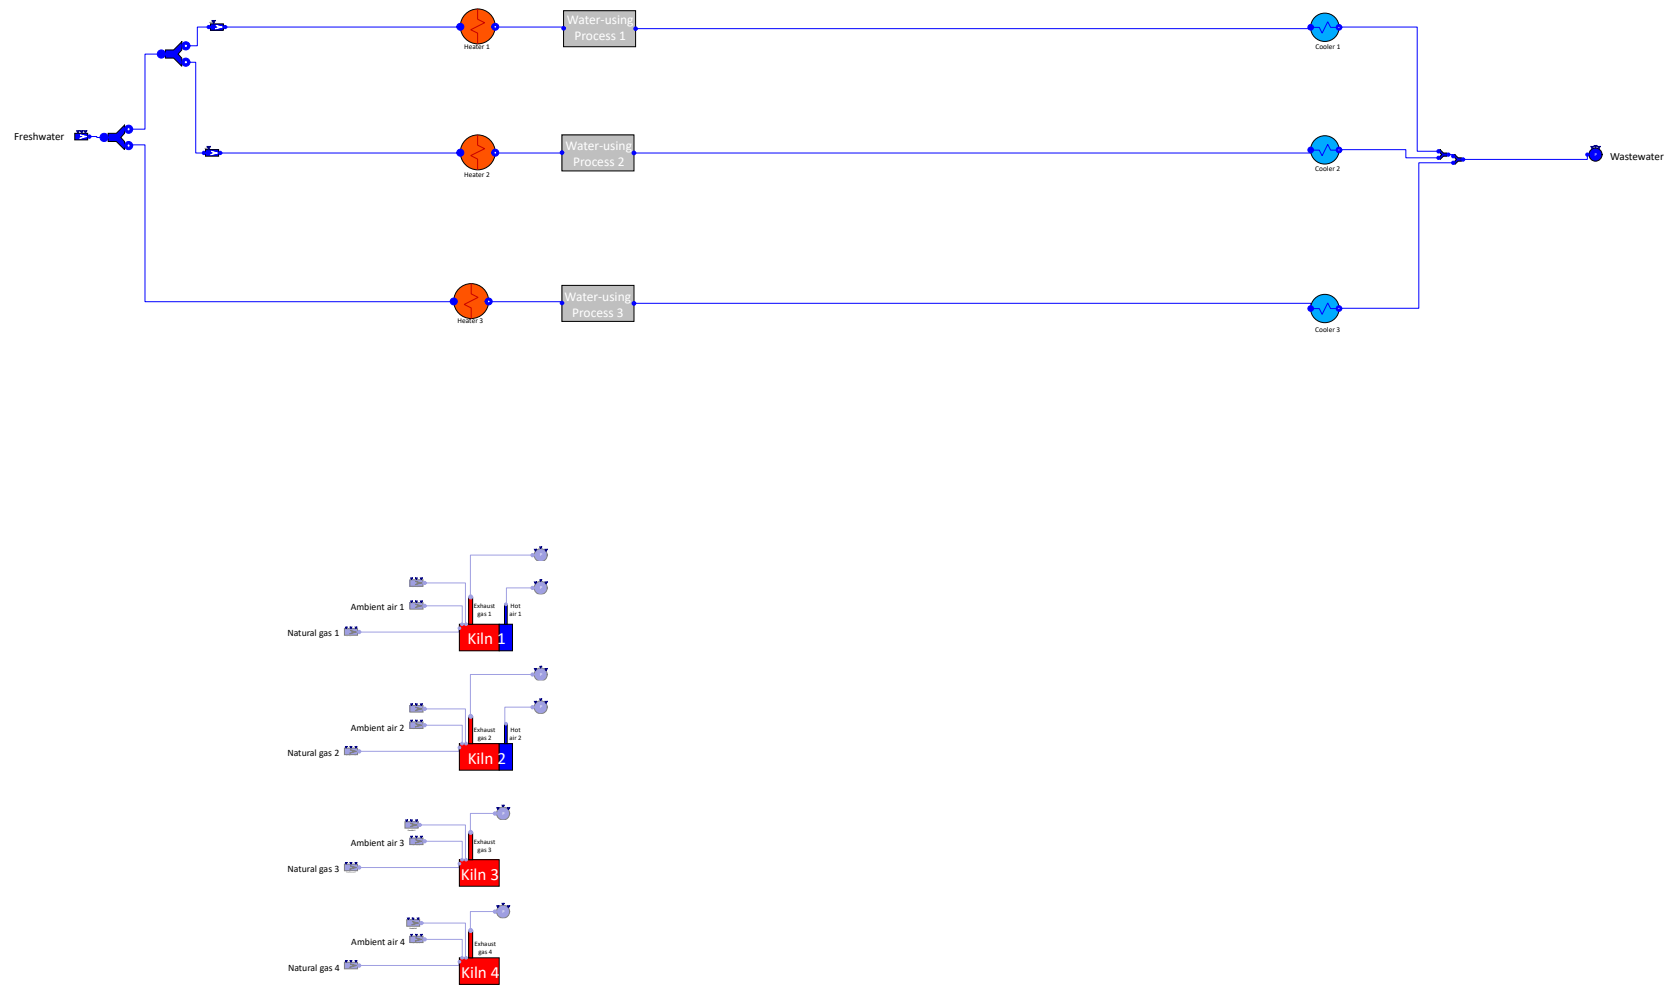 Water-using
Process 1
Heater 1
Cooler 1
Freshwater
Water-using
Process 2
Heater 2
Cooler 2
Wastewater
Water-using
Process 3
Heater 3
Cooler 3
Ambient air 1
Exhaust
gas 1
Hot
air 1
Natural gas 1
Kiln 1
Ambient air 2
Exhaust
gas 2
Hot
air 2
Natural gas 2
Kiln 2
Ambient air 3
Exhaust
gas 3
Natural gas 3
Kiln 3
Ambient air 4
Exhaust
gas 4
Natural gas 4
Kiln 4